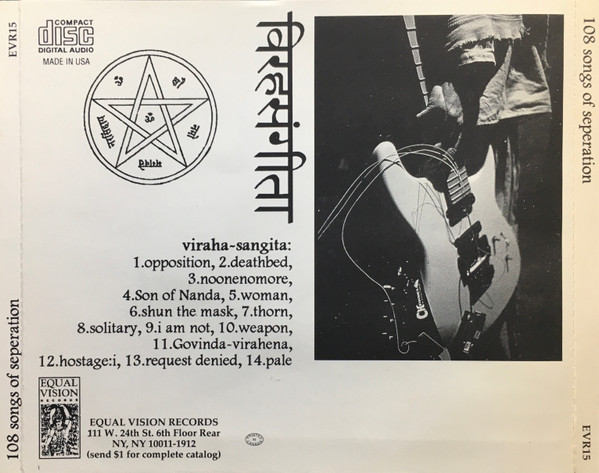 EVR15
COMPACT
disc
DIGITAL AUDIO
MADE IN USA
ॐ
विरहसंगीता
108 songs of seperation
viraha-sangita:
1.opposition, 2.deathbed,
3.noonenomore,
4.Son of Nanda, 5.woman,
6.shun the mask, 7.thorn,
8.solitary, 9.i am not, 10.weapon,
11.Govinda-virahena,
12.hostage:i, 13.request denied, 14.pale
108 songs of seperation
EQUAL
VISION
RECORDS
EQUAL VISION RECORDS
111 W. 24th St. 6th Floor Rear
NY, NY 10011-1912
(send $1 for complete catalog)
EVR15